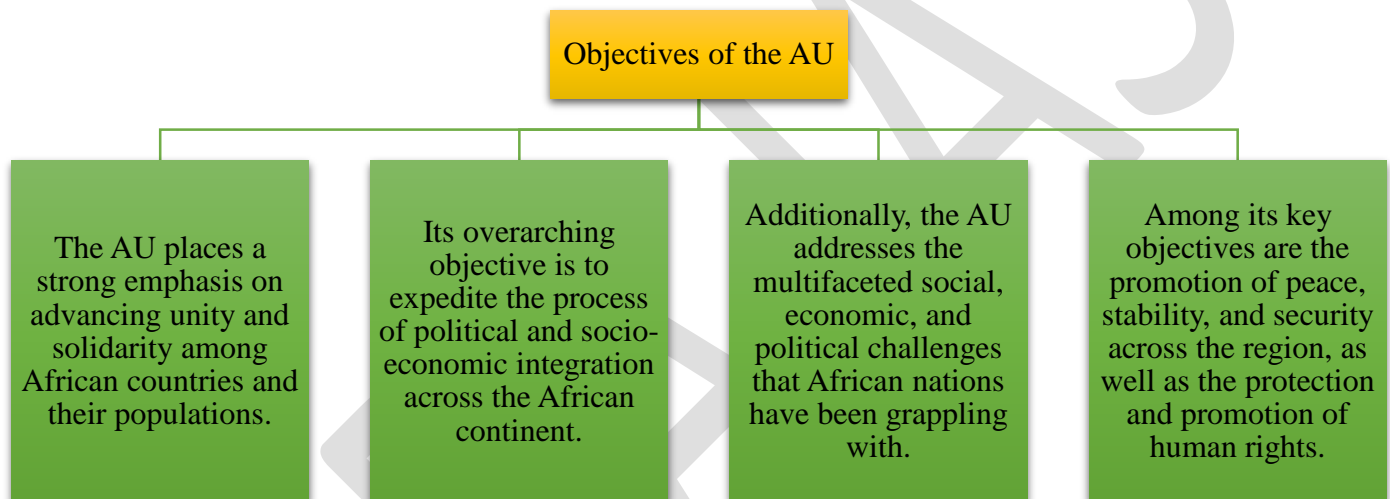 Objectives of the AU
The AU places a
strong emphasis on
advancing unity and
solidarity among
African countries and
their populations.
Its overarching
objective is to
expedite the process
of political and socio-
economic integration
across the African
continent.
Additionally, the AU
addresses the
multifaceted social,
economic, and
political challenges
that African nations
have been grappling
with.
Among its key
objectives are the
promotion of peace,
stability, and security
across the region, as
well as the protection
and promotion of
human rights.